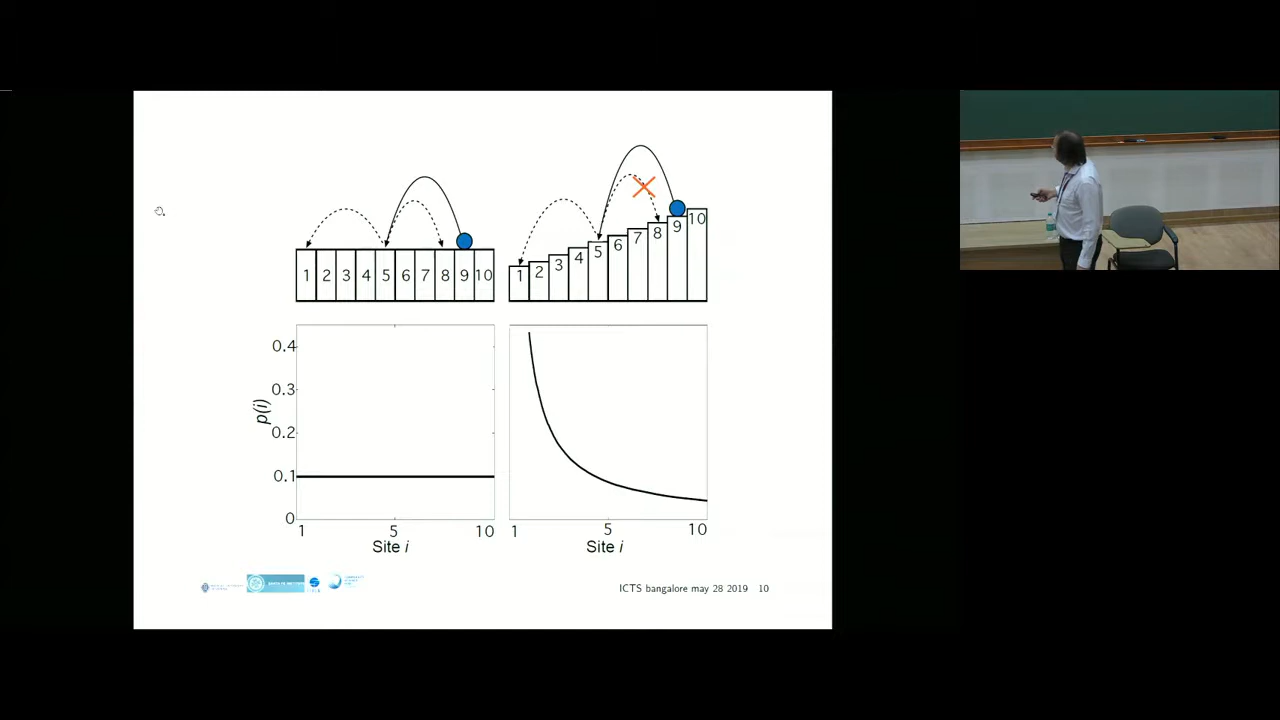 1 2 3 4 5 6 7 8 9 10
1 2 3 4 5 6 7 8 9 10
p(i)
0.4
0.3
0.2
0.1
0
1 5 10
Site i
1 5 10
Site i
ICTS bangalore may 28 2019 10